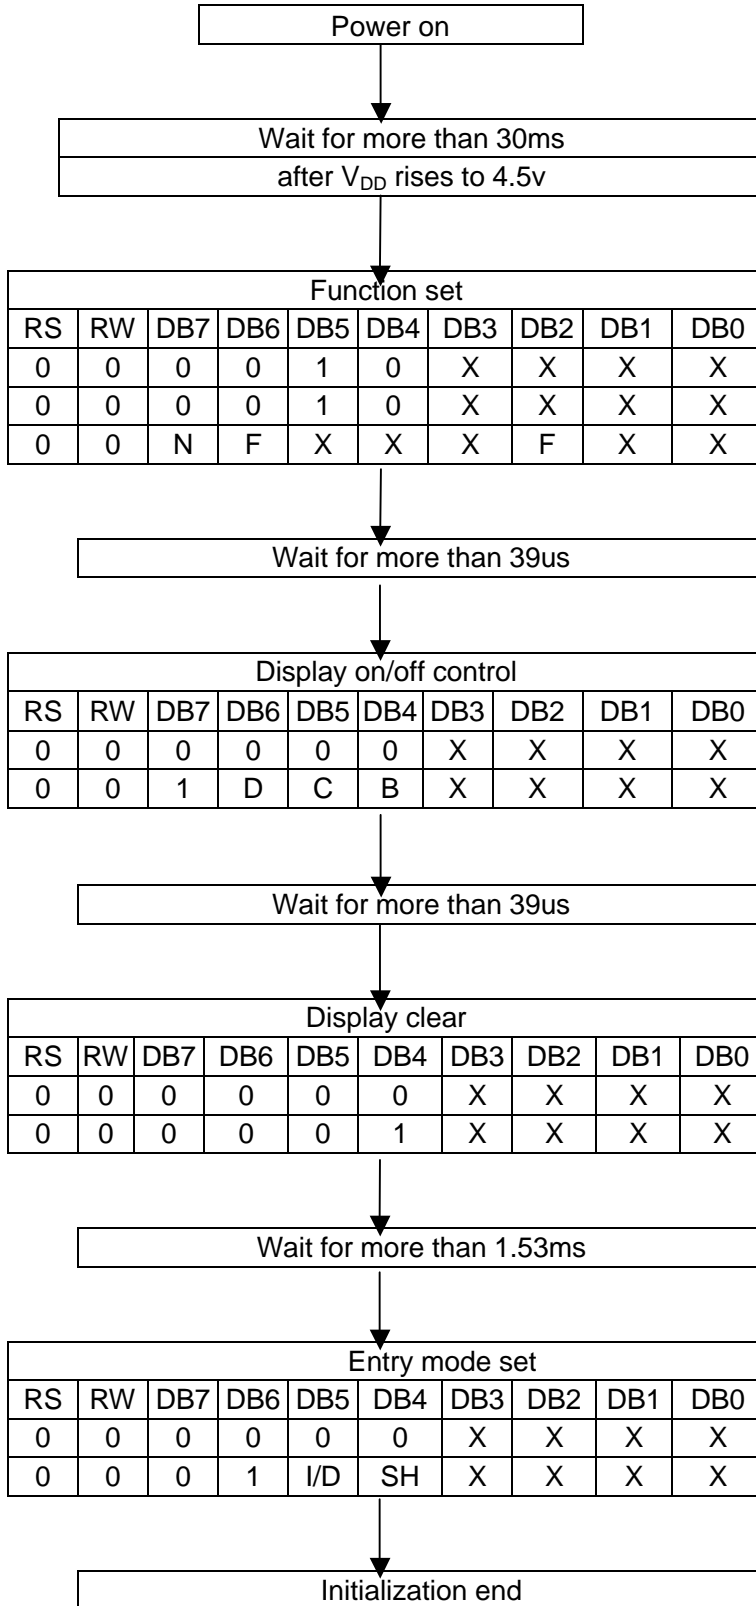 Power on
Wait for more than 30ms
after VDD rises to 4.5v
Function set
RS RW DB7 DB6 DB5 DB4 DB3 DB2 DB1 DB0
0 0 0 0 1 0 X X X X
0 0 0 0 1 0 X X X X
0 0 N F X X X F X X
Wait for more than 39us
Display on/off control
RS RW DB7 DB6 DB5 DB4 DB3 DB2 DB1 DB0
0 0 0 0 0 0 X X X X
0 0 1 D C B X X X X
Wait for more than 39us
Display clear
RS RW DB7 DB6 DB5 DB4 DB3 DB2 DB1 DB0
0 0 0 0 0 0 X X X X
0 0 0 0 0 1 X X X X
Wait for more than 1.53ms
Entry mode set
RS RW DB7 DB6 DB5 DB4 DB3 DB2 DB1 DB0
0 0 0 0 0 0 X X X X
0 0 0 1 I/D SH X X X X
Initialization end